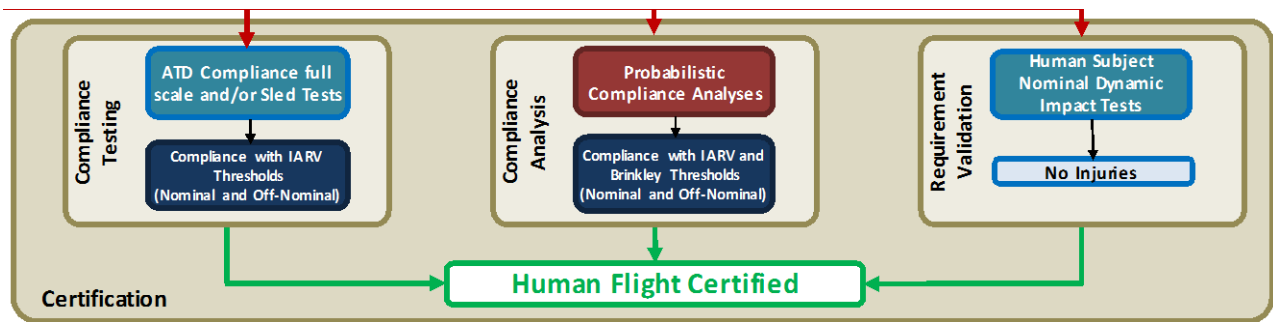 Compliance
Testing
ATD Compliance full
scale and/or Sled Tests
Compliance with IARV
Thresholds
(Nominal and Off-Nominal)
Compliance
Analysis
Probabilistic
Compliance Analyses
Compliance with IARV and
Brinkley Thresholds
(Nominal and Off-Nominal)
Requirement
Validation
Human Subject
Nominal Dynamic
Impact Tests
No Injuries
Human Flight Certified
Certification